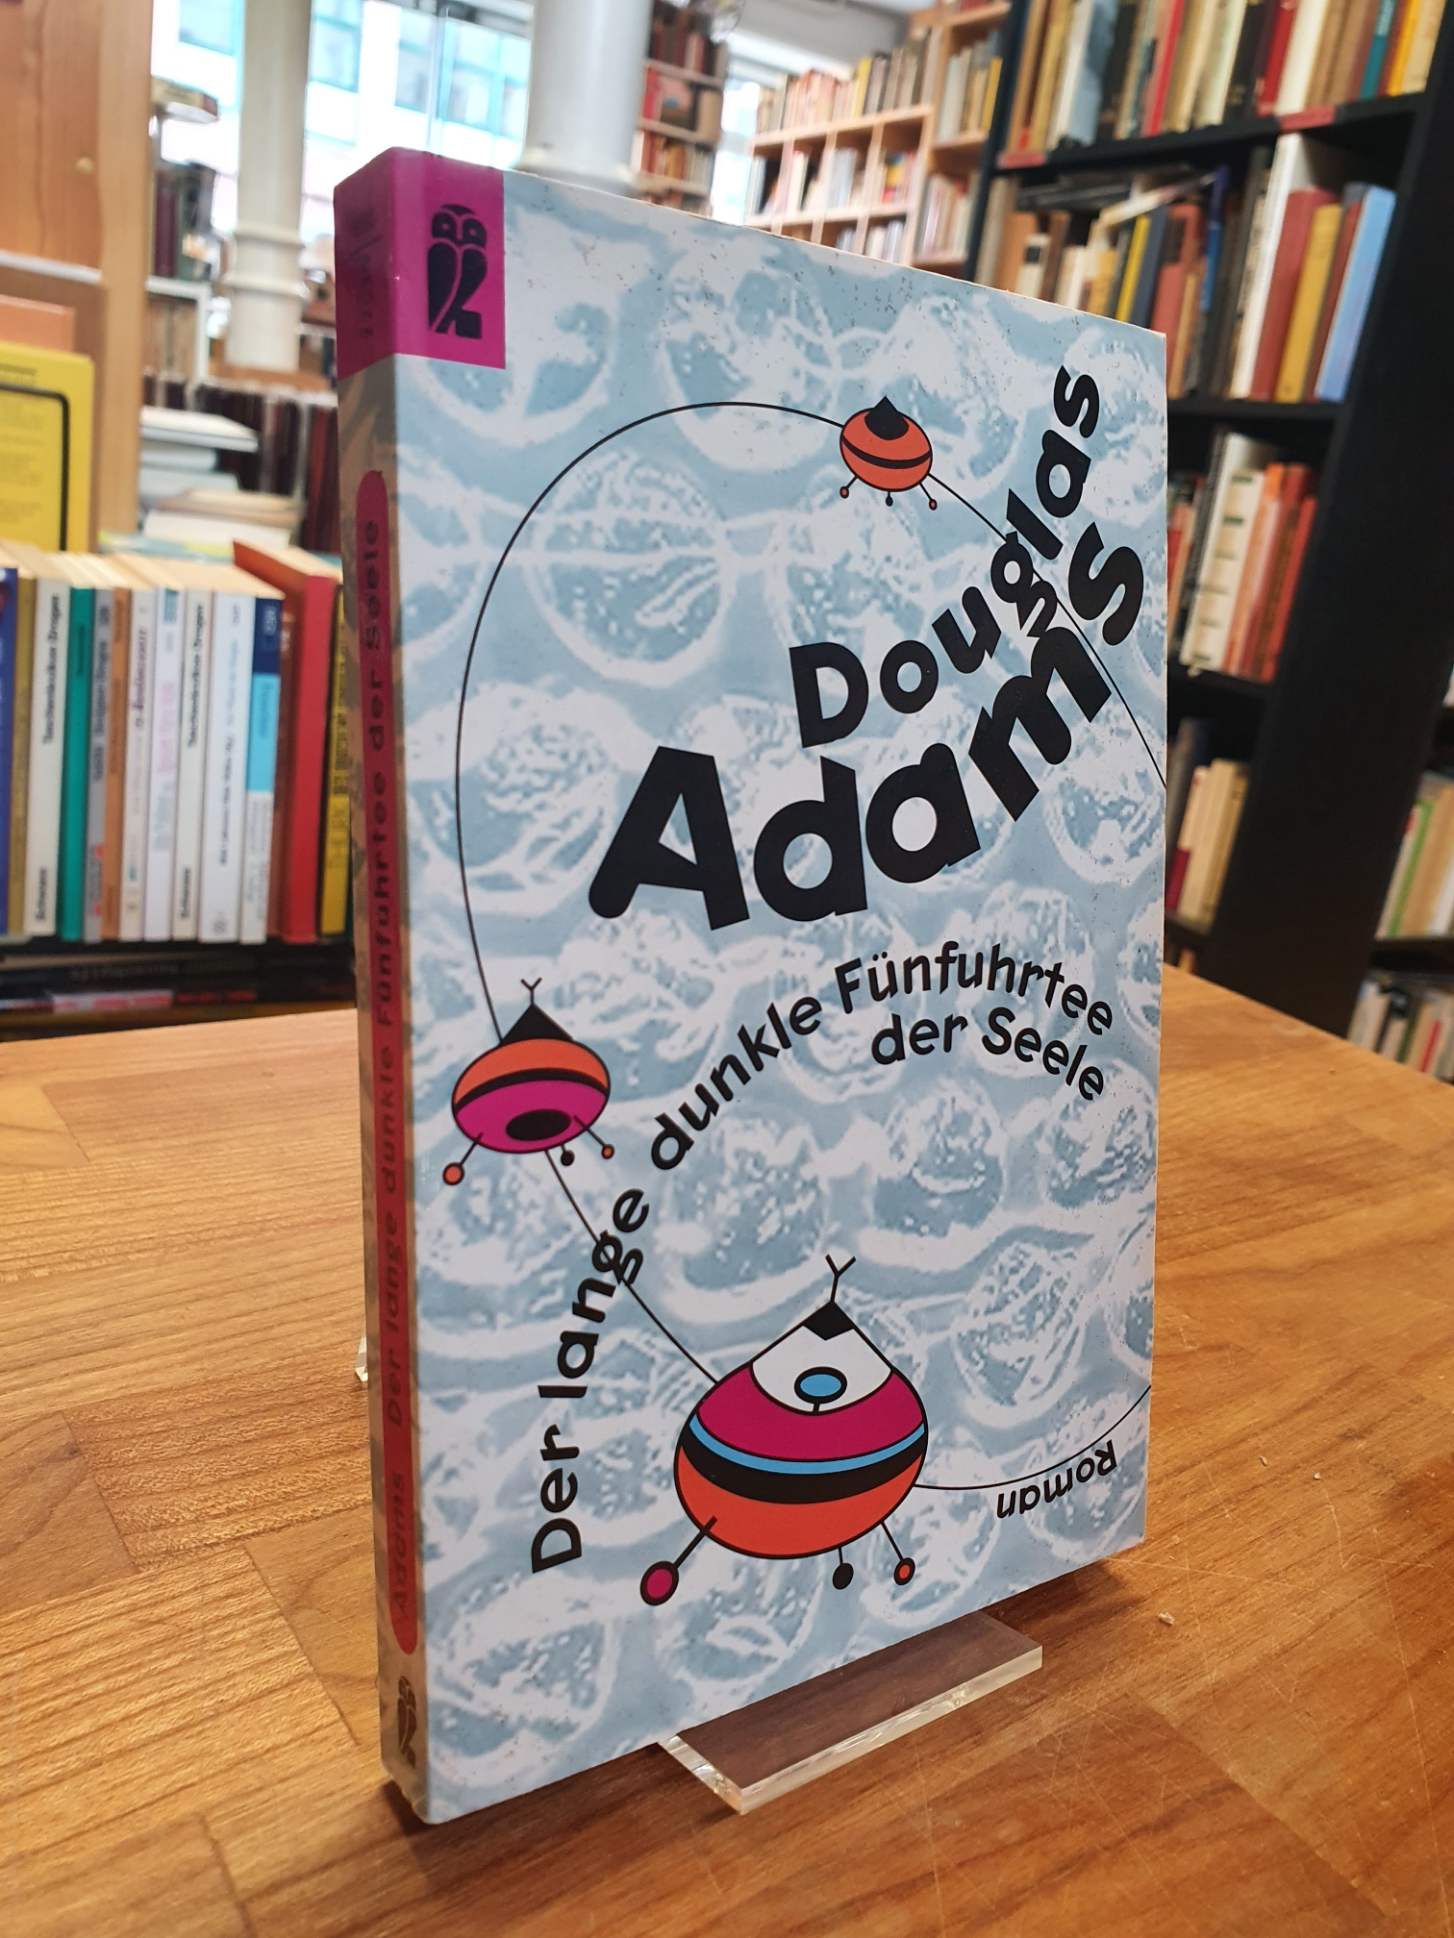 Douglas
Adams
Der lange dunkle Fünfuhrtee
der Seele
Roman
Adams Der lange dunkle Fünfuhrtee der Seele